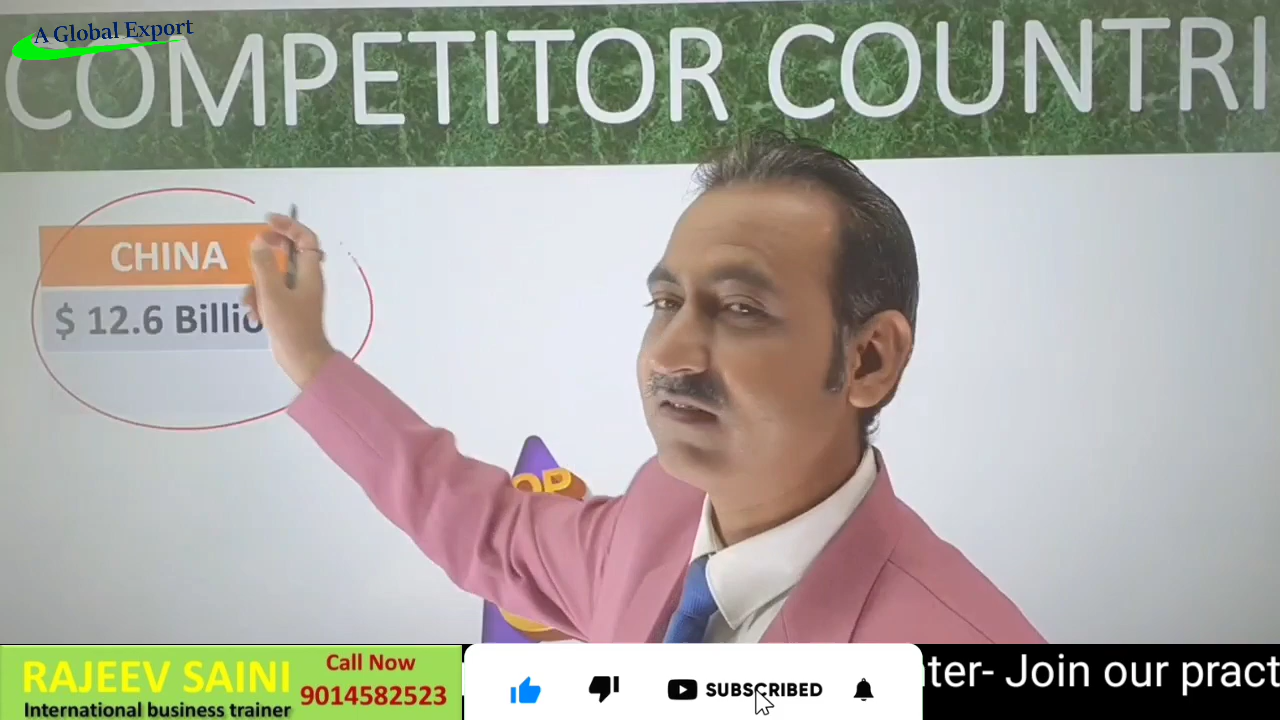 A Global Export
COMPETITOR COUNTRI
CHINA
$ 12.6 Billio
OP
RAJEEV SAINI
International business trainer
Call Now
9014582523
SUBSCRIBED
ter- Join our pract